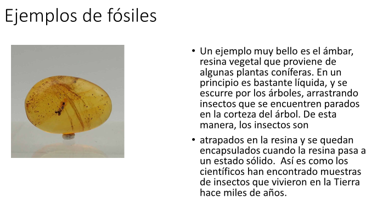 Ejemplos de fósiles
• Un ejemplo muy bello es el ámbar,
resina vegetal que proviene de
algunas plantas coníferas. En un
principio es bastante líquida, y se
escurre por los árboles, arrastrando
insectos que se encuentren parados
en la corteza del árbol. De esta
manera, los insectos son
• atrapados en la resina y se quedan
encapsulados cuando la resina pasa a
un estado sólido.  Así es como los
científicos han encontrado muestras
de insectos que vivieron en la Tierra
hace miles de años.